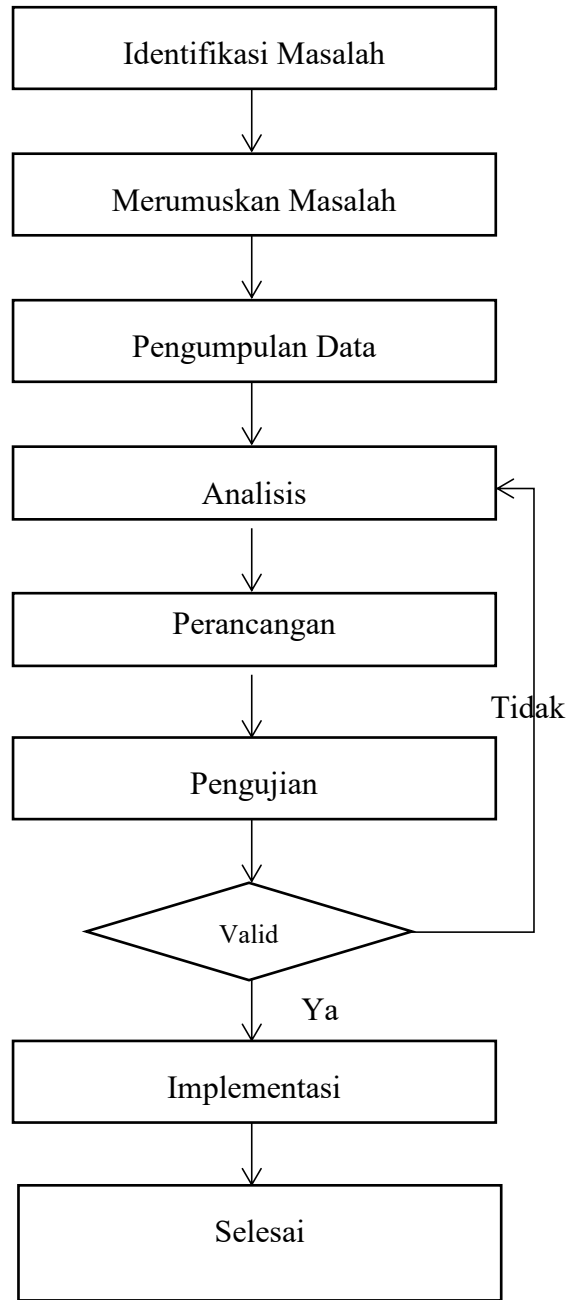 Identifikasi Masalah
Merumuskan Masalah
Pengumpulan Data
Analisis
Perancangan
Tidak
Pengujian
Valid
Ya
Implementasi
Selesai